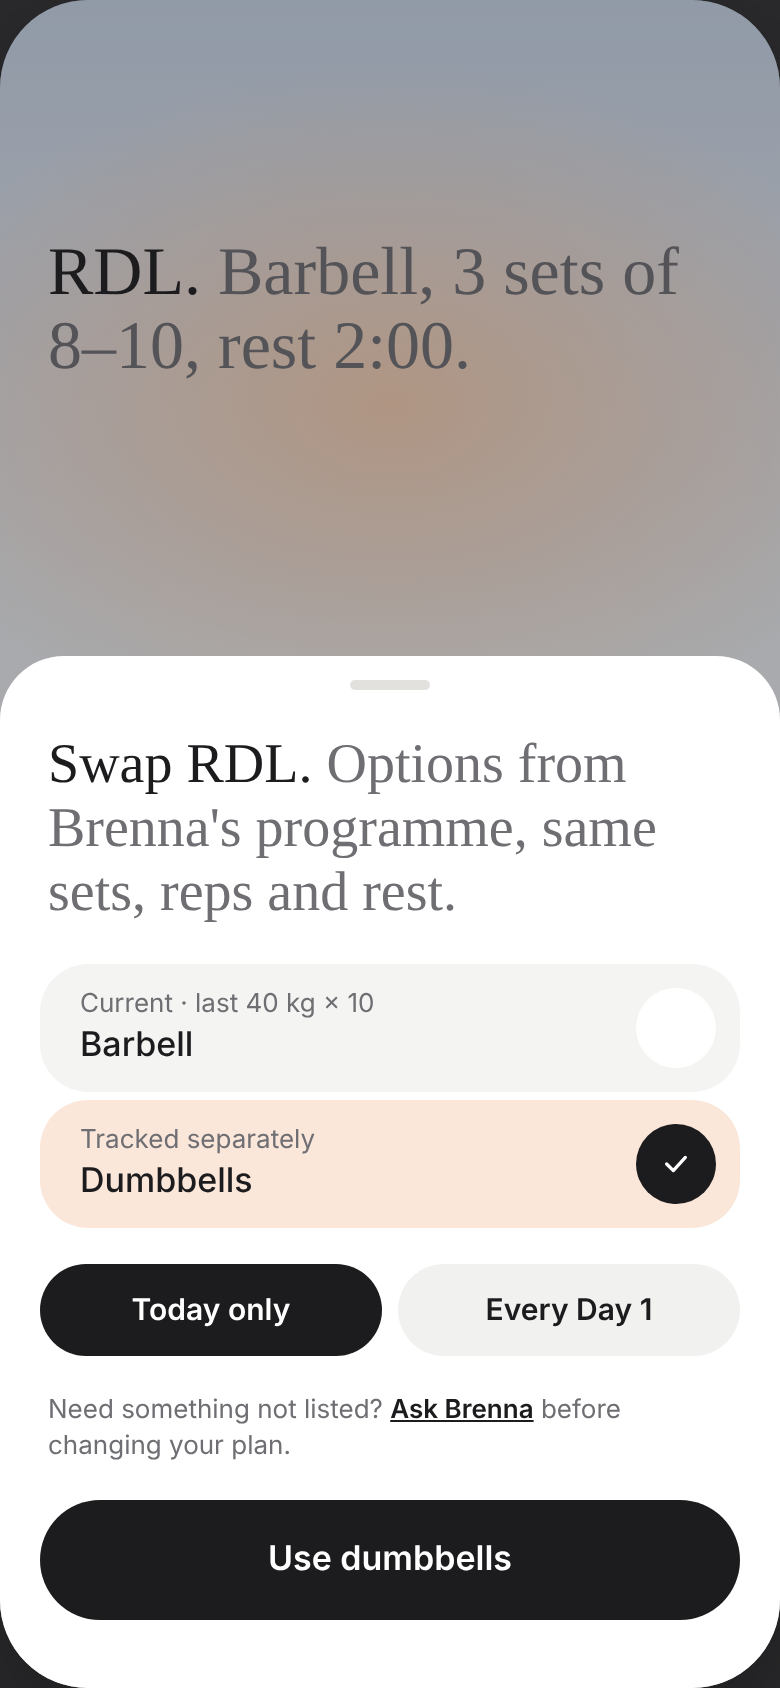 RDL. Barbell, 3 sets of
8–10, rest 2:00.
Swap RDL. Options from
Brenna's programme, same
sets, reps and rest.
Current · last 40 kg × 10
Barbell
Tracked separately
Dumbbells
Today only
Every Day 1
Need something not listed? Ask Brenna before
changing your plan.
Use dumbbells